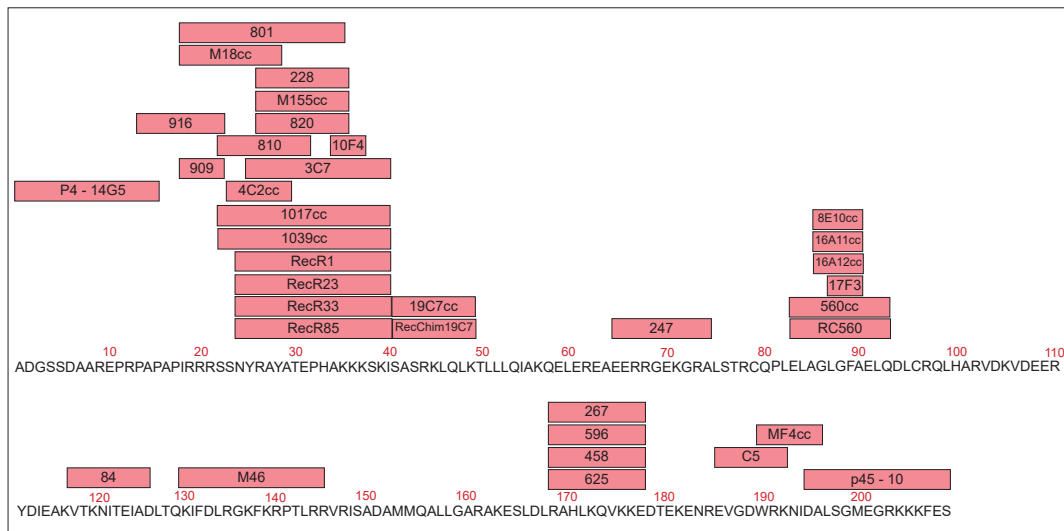 801
M18cc
228
M155cc
916 820
810 10F4
909 3C7
P4 - 14G5 4C2cc
1017cc 8E10cc
1039cc 16A11cc
RecR1 16A12cc
RecR23 17F3
RecR33 19C7cc 560cc
RecR85 RecChim19C7 247 RC560
10 20 30 40 50 60 70 80 90 100 110
ADGSSDAAREPRPAPAPIRRRSSNYRAYATEPHAKKKSKISASRKLQLKTLLLQIAKQELEREAEERRGEKGRALSTRCQPLELAGLGFAELQDLCRQLHARVDKVDEER
267
596 MF4cc
458 C5
84 M46 625 p45 - 10
120 130 140 150 160 170 180 190 200
YDIEAKVTKNITEIADLTQKIFDLRGKFKRPTLRRVRISADAMMQALLGARAKESLDLRAHLKQVKKEDTEKENREVGDWRKNIDALSGMEGRKKKFES